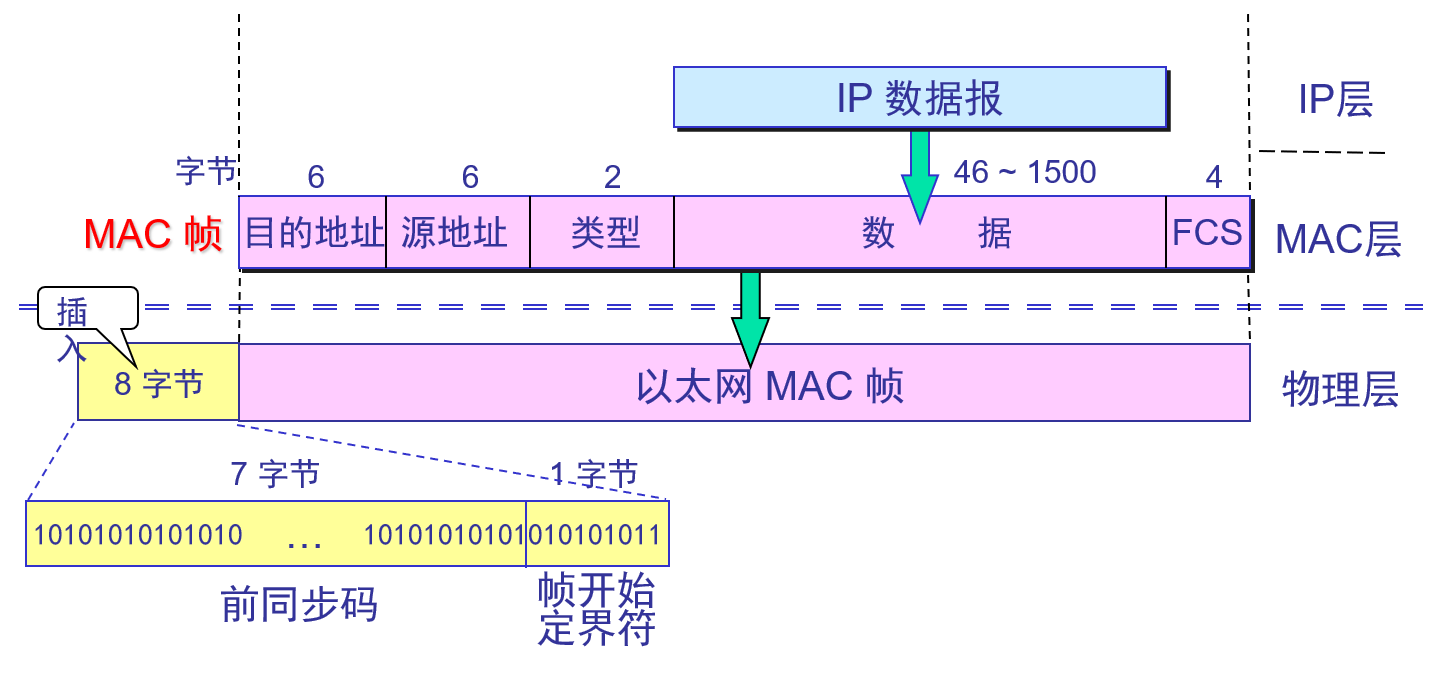 IP 数据报
IP层
字节 6 6 2 46 ~ 1500 4
MAC 帧 目的地址 源地址 类型 数 据 FCS MAC层
插
入
8 字节 以太网 MAC 帧 物理层
7 字节 1 字节
10101010101010 … 10101010101010101011
前同步码
帧开始
定界符